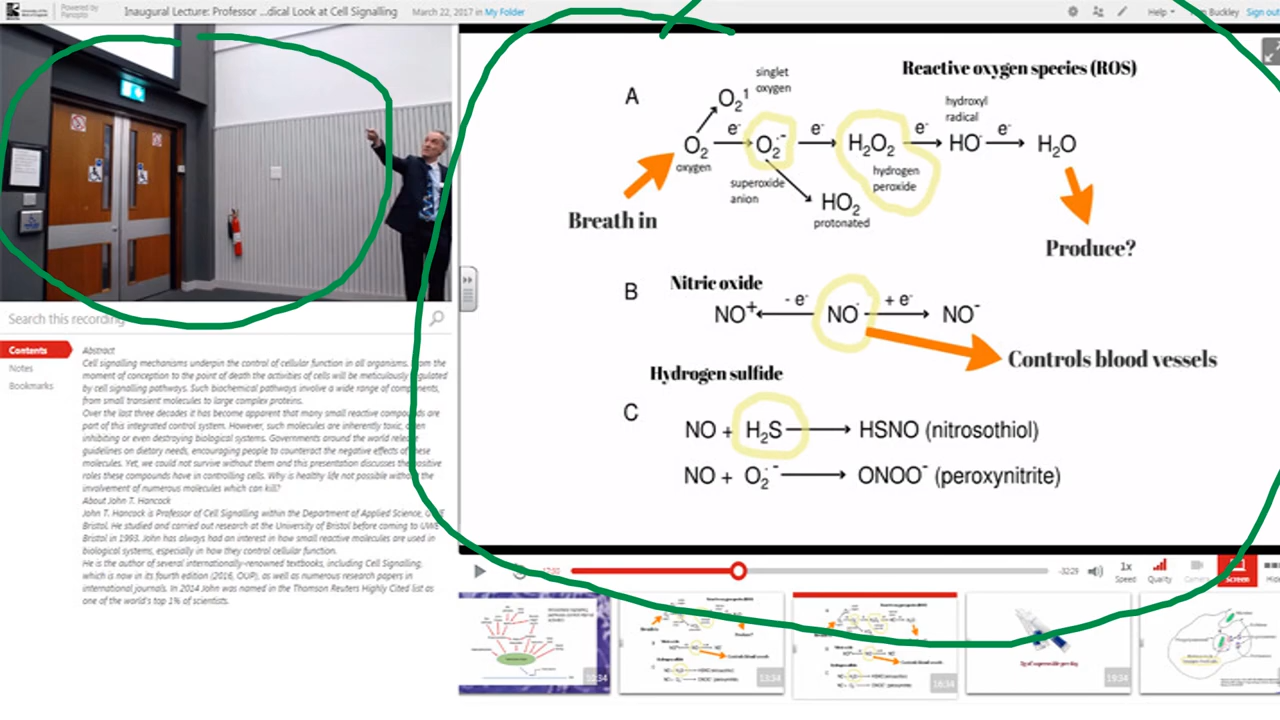 Powered by
Panopto
Inaugural Lecture: Professor ...dical Look at Cell Signalling
March 22, 2017 in My Folder
Help
Buckley
Sign out
Search this recording
Contents
Notes
Bookmarks
Abstract
Cell signalling mechanisms underpin the control of cellular function in all organisms. From the
moment of conception to the point of death the activities of cells will be meticulously regulated
by cell signalling pathways. Such biochemical pathways involve a wide range of components,
from small transient molecules to large complex proteins.
Over the last three decades it has become apparent that many small reactive compounds are
part of this integrated control system. However, such molecules are inherently toxic, often
inhibiting or even destroying biological systems. Governments around the world release
guidelines on dietary needs, encouraging people to counteract the negative effects of these
molecules. Yet, we could not survive without them and this presentation discusses the positive
roles these compounds have in controlling cells. Why is healthy life not possible without the
involvement of numerous molecules which can kill?
About John T. Hancock
John T. Hancock is Professor of Cell Signalling within the Department of Applied Science, UWE
Bristol. He studied and carried out research at the University of Bristol before coming to UWE
Bristol in 1993. John has always had an interest in how small reactive molecules are used in
biological systems, especially in how they control cellular function.
He is the author of several internationally-renowned textbooks, including Cell Signalling,
which is now in its fourth edition (2016, OUP), as well as numerous research papers in
international journals. In 2014 John was named in the Thomson Reuters Highly Cited list as
one of the world's top 1% of scientists.
Reactive oxygen species (ROS)
A
singlet
oxygen
O₂¹
hydroxyl
radical
O₂ e⁻ O₂·⁻ e⁻ H₂O₂ e⁻ HO· e⁻ H₂O
oxygen
superoxide
anion
hydrogen
peroxide
HO₂
protonated
Breath in
Produce?
B
Nitric oxide
NO⁺ - e⁻ NO· + e⁻ NO⁻
Controls blood vessels
Hydrogen sulfide
C
NO + H₂S HSNO (nitrosothiol)
NO + O₂·⁻ ONOO⁻ (peroxynitrite)
1x
Speed
Quality
Screen
10:34
13:34
16:34
19:34